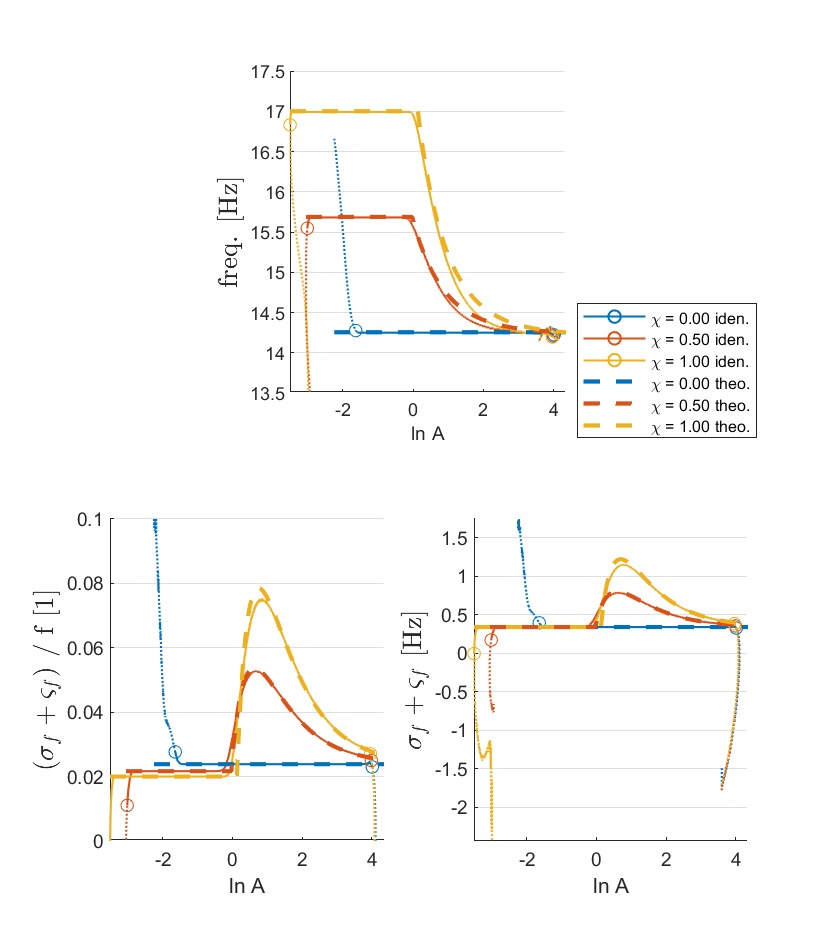 17.5
17
16.5
16
15.5
15
14.5
14
13.5
freq. [Hz]
-2 0 2 4
ln A
χ = 0.00 iden.
χ = 0.50 iden.
χ = 1.00 iden.
χ = 0.00 theo.
χ = 0.50 theo.
χ = 1.00 theo.
0.1
0.08
0.06
0.04
0.02
0
(σ_f + ς_f) / f [1]
-2 0 2 4
ln A
1.5
1
0.5
0
-0.5
-1
-1.5
-2
σ_f + ς_f [Hz]
-2 0 2 4
ln A